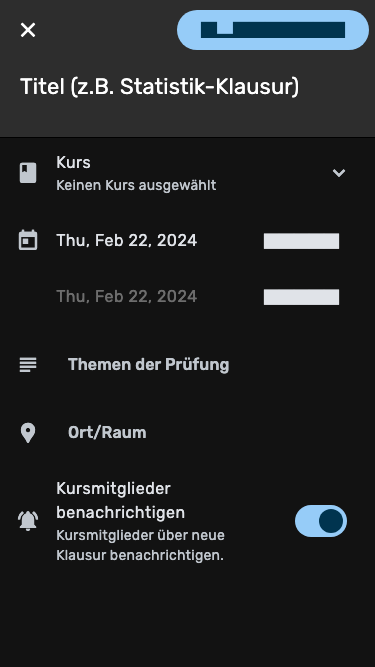 Titel (z.B. Statistik-Klausur)
Kurs
Keinen Kurs ausgewählt
Thu, Feb 22, 2024
Thu, Feb 22, 2024
Themen der Prüfung
Ort/Raum
Kursmitglieder
benachrichtigen
Kursmitglieder über neue
Klausur benachrichtigen.